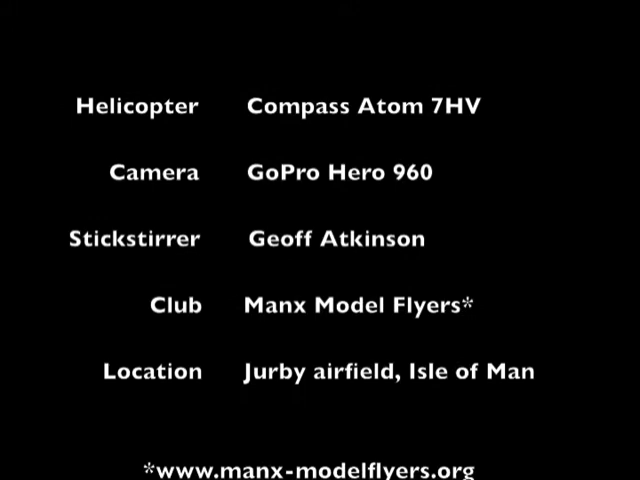 Helicopter Compass Atom 7HV
Camera GoPro Hero 960
Stickstirrer Geoff Atkinson
Club Manx Model Flyers*
Location Jurby airfield, Isle of Man
*www.manx-modelflyers.org